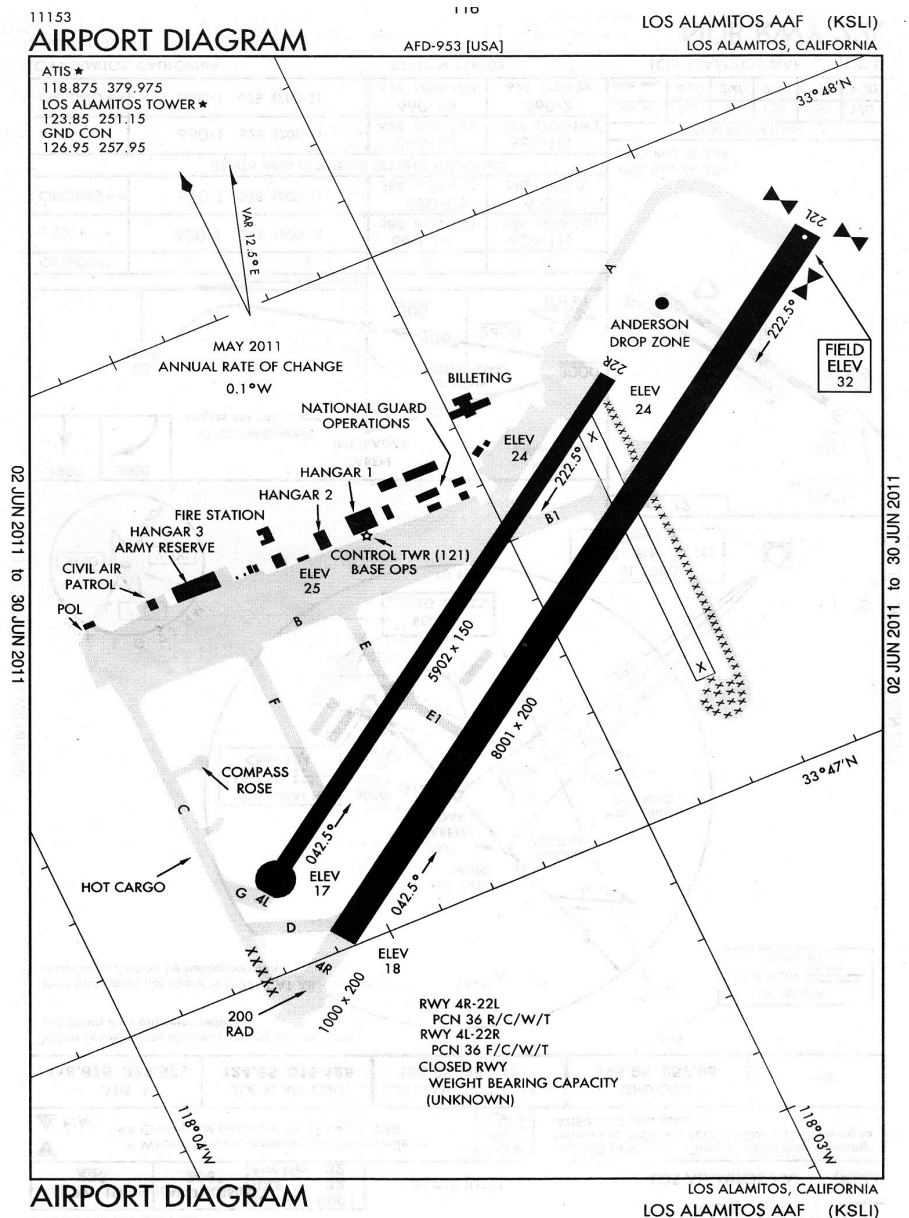 11153
116
LOS ALAMITOS AAF (KSLI)
AIRPORT DIAGRAM
AFD-953 [USA]
LOS ALAMITOS, CALIFORNIA
ATIS ★
118.875 379.975
LOS ALAMITOS TOWER ★
123.85 251.15
GND CON
126.95 257.95
33°48'N
VAR 12.5°E
22L
A
ANDERSON
DROP ZONE
222.5°
FIELD
ELEV
32
MAY 2011
ANNUAL RATE OF CHANGE
0.1°W
22R
BILLETING
ELEV
24
NATIONAL GUARD
OPERATIONS
X
ELEV
24
222.5°
HANGAR 1
HANGAR 2
FIRE STATION
B1
HANGAR 3
ARMY RESERVE
CONTROL TWR (121)
BASE OPS
CIVIL AIR
PATROL
ELEV
25
POL
B
E
5902 x 150
X
F
E1
8001 x 200
33°47'N
COMPASS
ROSE
C
042.5°
HOT CARGO
ELEV
17
G
4L
042.5°
D
XXXXX
4R
ELEV
18
200
RAD
1000 x 200
RWY 4R-22L
PCN 36 R/C/W/T
RWY 4L-22R
PCN 36 F/C/W/T
CLOSED RWY
WEIGHT BEARING CAPACITY
(UNKNOWN)
118°04'W
118°03'W
02 JUN 2011 to 30 JUN 2011
02 JUN 2011 to 30 JUN 2011
AIRPORT DIAGRAM
LOS ALAMITOS, CALIFORNIA
LOS ALAMITOS AAF (KSLI)